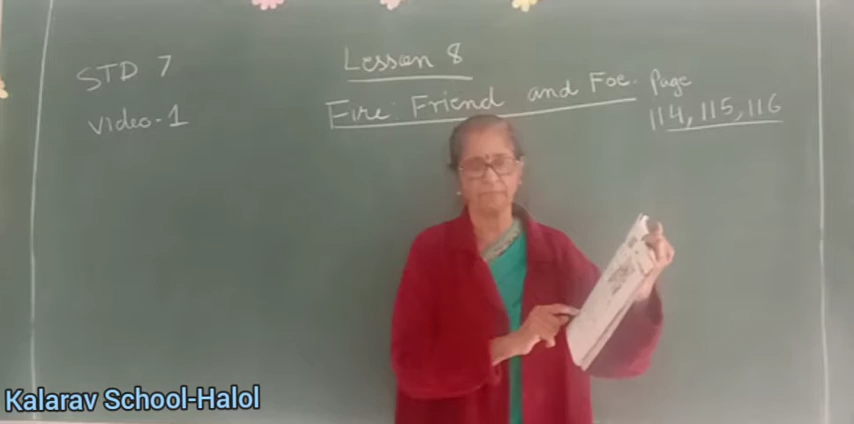 STD 7
Video-1
Lesson 8
Fire: Friend and Foe.
Page
114, 115, 116
Kalarav School-Halol